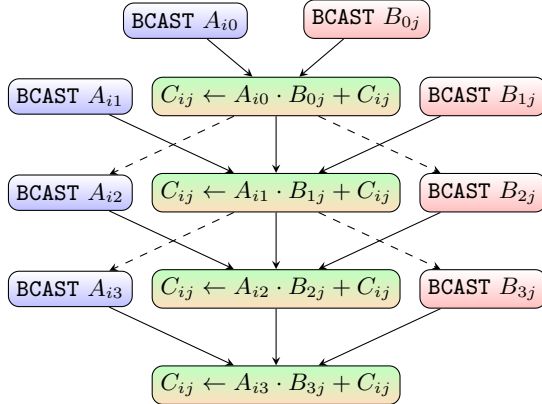 BCAST A_{i0}
BCAST B_{0j}
BCAST A_{i1}
C_{ij} ← A_{i0} · B_{0j} + C_{ij}
BCAST B_{1j}
BCAST A_{i2}
C_{ij} ← A_{i1} · B_{1j} + C_{ij}
BCAST B_{2j}
BCAST A_{i3}
C_{ij} ← A_{i2} · B_{2j} + C_{ij}
BCAST B_{3j}
C_{ij} ← A_{i3} · B_{3j} + C_{ij}